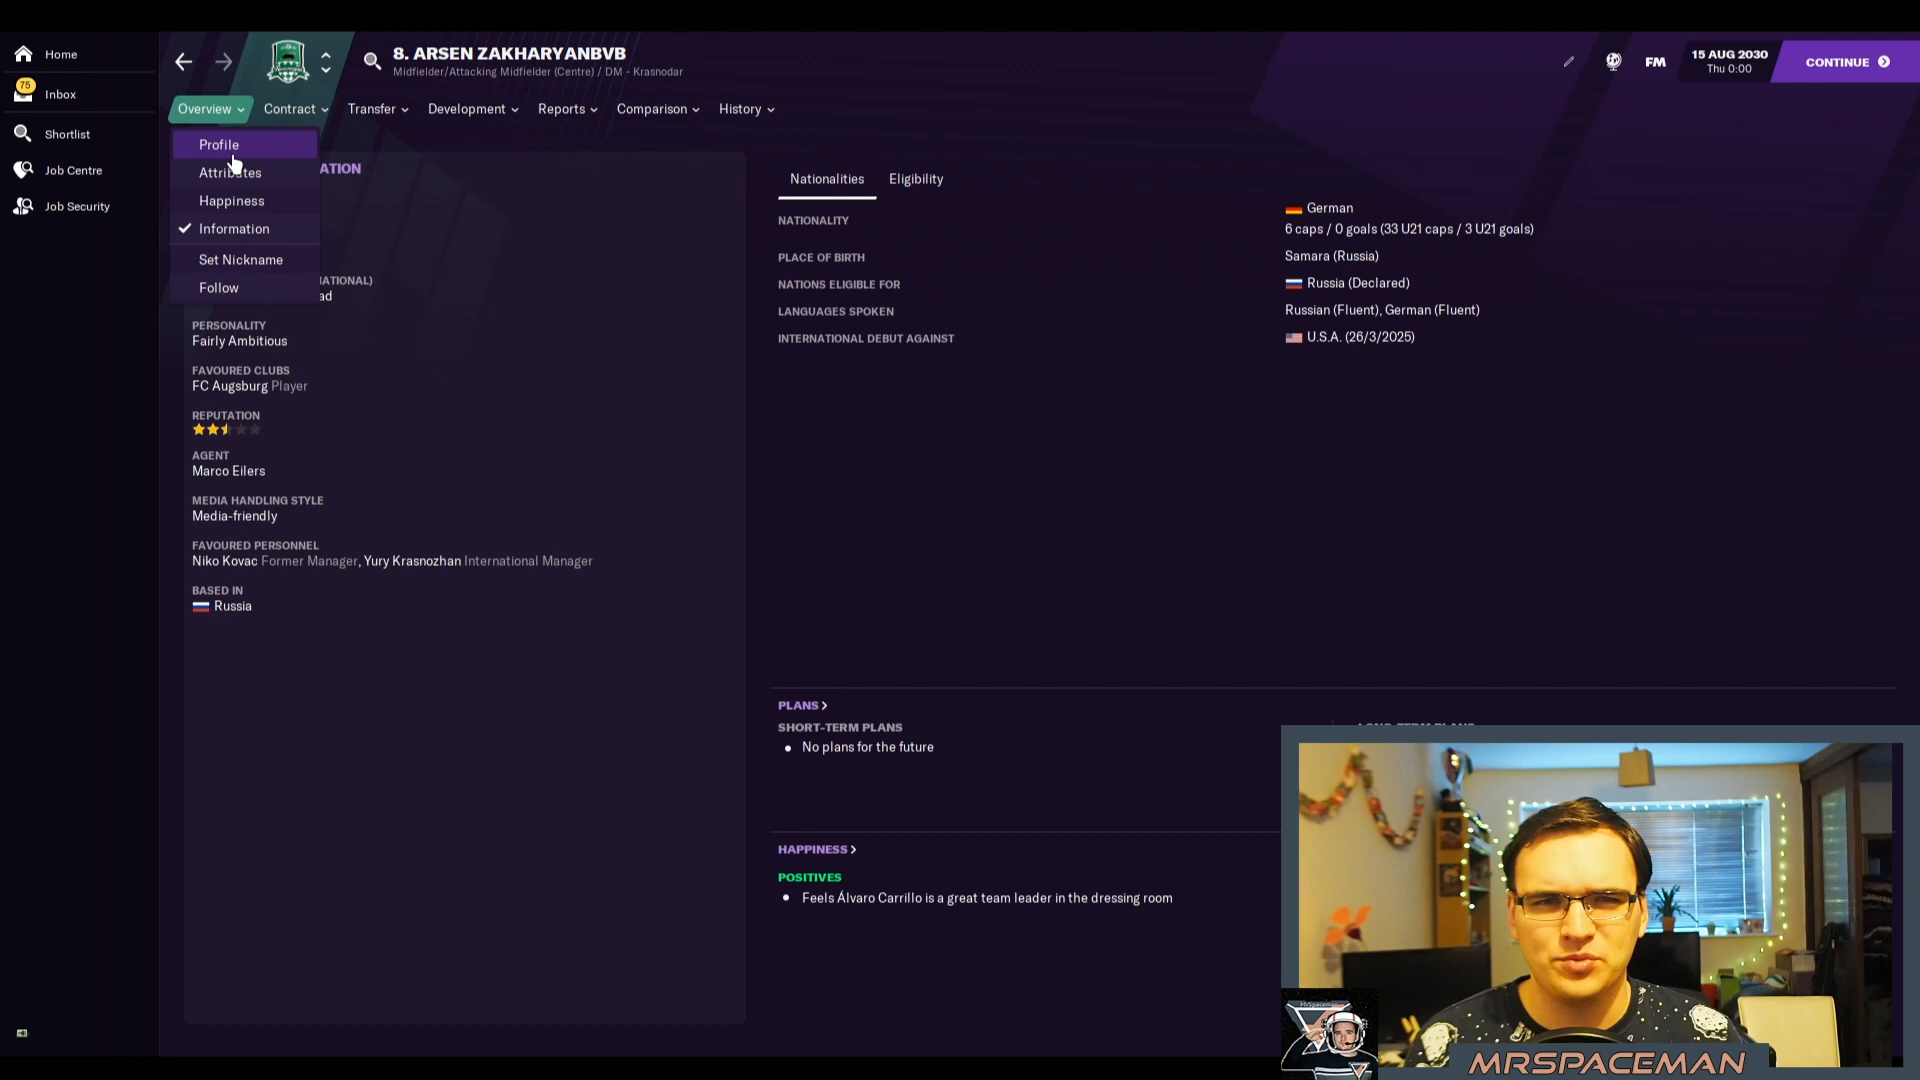 Home
75
Inbox
Shortlist
Job Centre
Job Security
8. ARSEN ZAKHARYANBVB
Midfielder/Attacking Midfielder (Centre) / DM - Krasnodar
FM
15 AUG 2030
Thu 0:00
CONTINUE
Overview
Contract
Transfer
Development
Reports
Comparison
History
Profile
Attributes
Happiness
Information
Set Nickname
Follow
ATION
IATIONAL)
ad
PERSONALITY
Fairly Ambitious
FAVOURED CLUBS
FC Augsburg Player
REPUTATION
AGENT
Marco Eilers
MEDIA HANDLING STYLE
Media-friendly
FAVOURED PERSONNEL
Niko Kovac Former Manager, Yury Krasnozhan International Manager
BASED IN
Russia
Nationalities
Eligibility
NATIONALITY
German
6 caps / 0 goals (33 U21 caps / 3 U21 goals)
PLACE OF BIRTH
Samara (Russia)
NATIONS ELIGIBLE FOR
Russia (Declared)
LANGUAGES SPOKEN
Russian (Fluent), German (Fluent)
INTERNATIONAL DEBUT AGAINST
U.S.A. (26/3/2025)
PLANS
SHORT-TERM PLANS
No plans for the future
HAPPINESS
POSITIVES
Feels Álvaro Carrillo is a great team leader in the dressing room
MRSPACEMAN